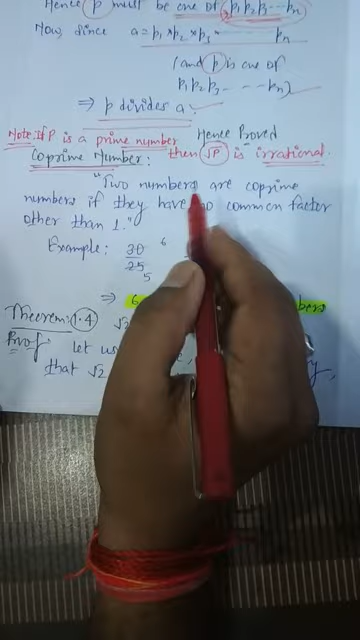 Hence p must be one of p₁ p₂ p₃ --- pₙ
Now, since a = p₁ * p₂ * p₃ * ------- pₙ
(and p is one of
p₁ p₂ p₃ - - - - - pₙ)
⇒ p divides a.
Hence Proved
Note: If P is a prime number then √P is irrational.
Coprime Number:
"Two numbers are coprime
numbers if they have no common factor
other than 1."
Example: 30 6
25 5
⇒ 6
Theorem: 1.4 √2
Proof: let us
that √2